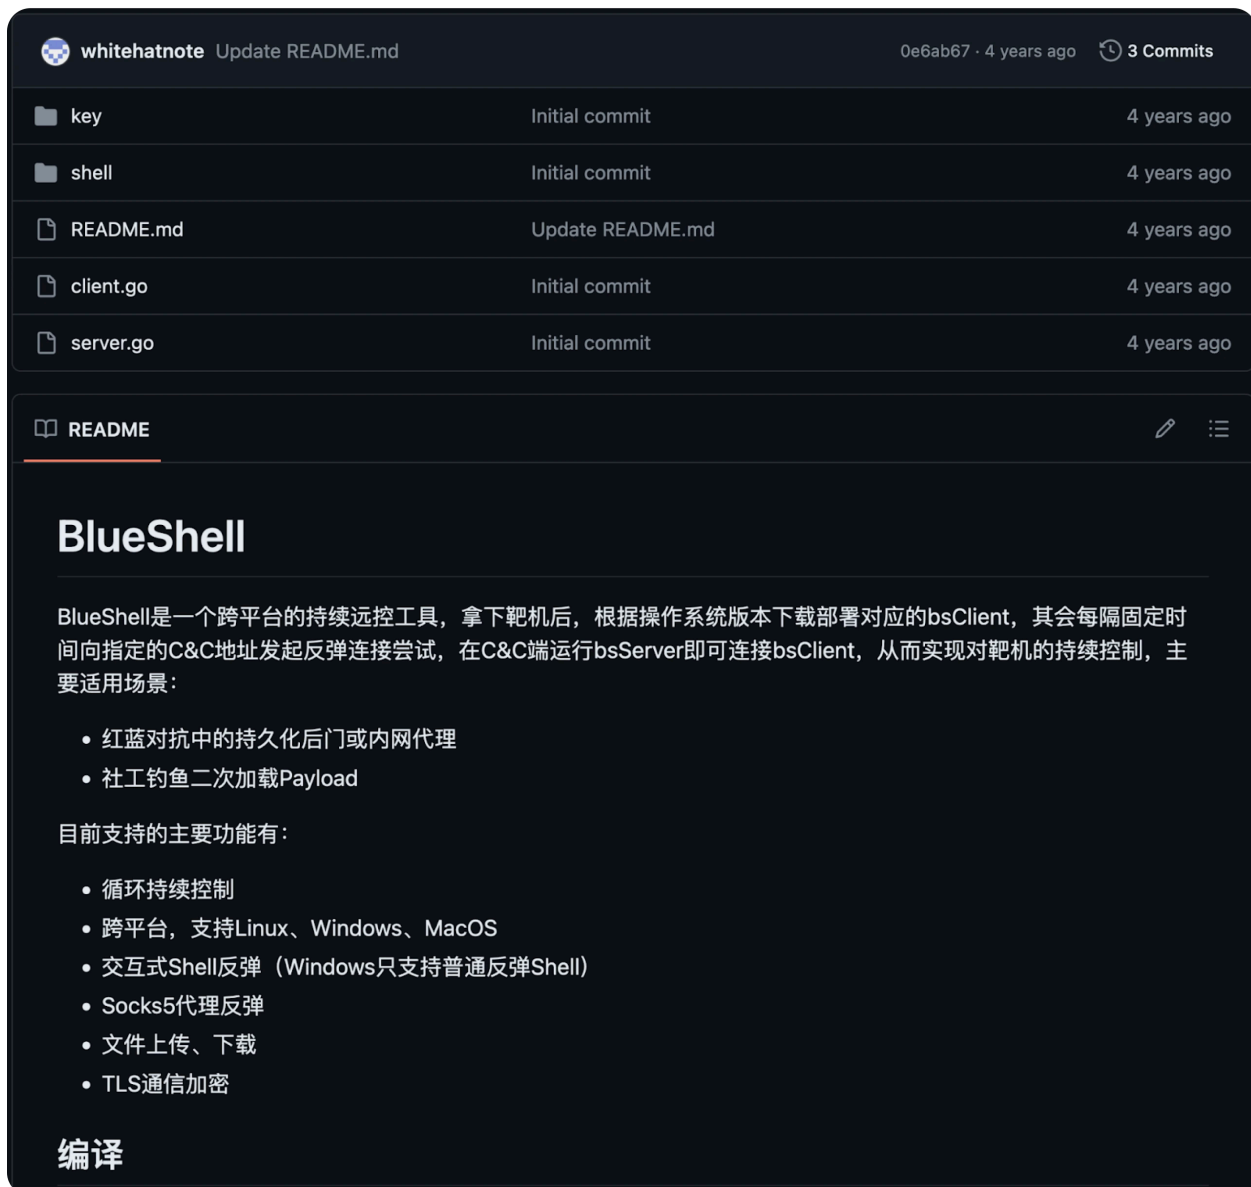 whitehatnote Update README.md 0e6ab67 · 4 years ago 3 Commits
key Initial commit 4 years ago
shell Initial commit 4 years ago
README.md Update README.md 4 years ago
client.go Initial commit 4 years ago
server.go Initial commit 4 years ago
README
BlueShell
BlueShell是一个跨平台的持续远控工具，拿下靶机后，根据操作系统版本下载部署对应的bsClient，其会每隔固定时
间向指定的C&C地址发起反弹连接尝试，在C&C端运行bsServer即可连接bsClient，从而实现对靶机的持续控制，主
要适用场景：
• 红蓝对抗中的持久化后门或内网代理
• 社工钓鱼二次加载Payload
目前支持的主要功能有：
• 循环持续控制
• 跨平台，支持Linux、Windows、MacOS
• 交互式Shell反弹（Windows只支持普通反弹Shell）
• Socks5代理反弹
• 文件上传、下载
• TLS通信加密
编译